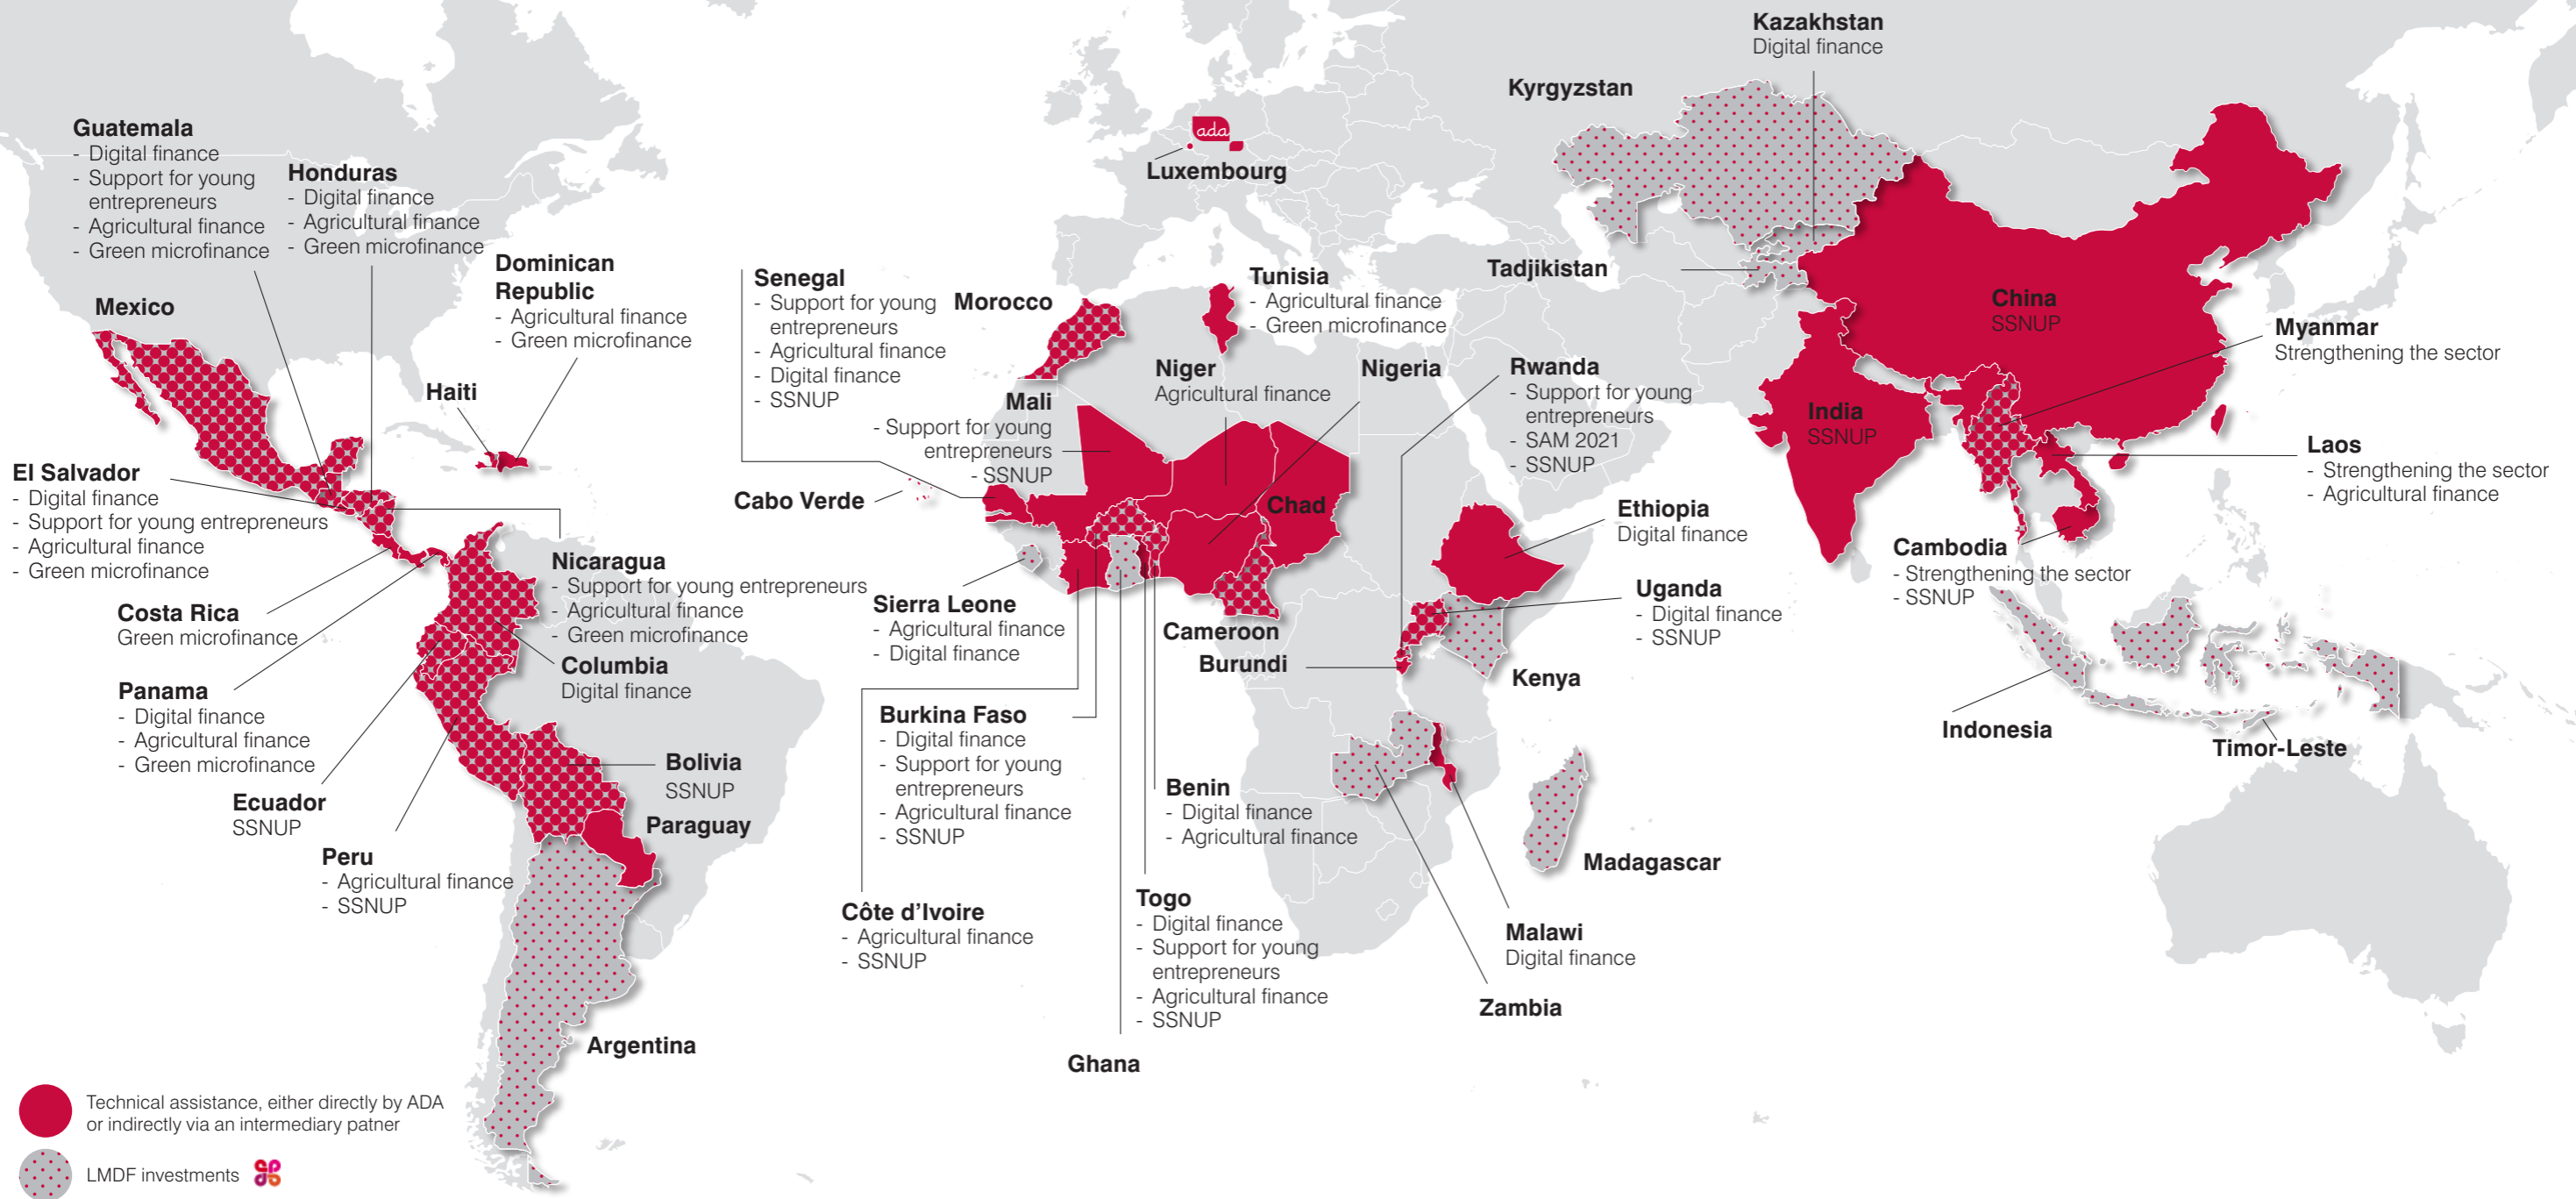 Guatemala
- Digital finance
- Support for young
entrepreneurs
- Agricultural finance
- Green microfinance
Honduras
- Digital finance
- Agricultural finance
- Green microfinance
Mexico
Dominican
Republic
- Agricultural finance
- Green microfinance
Haiti
El Salvador
- Digital finance
- Support for young entrepreneurs
- Agricultural finance
- Green microfinance
Costa Rica
Green microfinance
Panama
- Digital finance
- Agricultural finance
- Green microfinance
Nicaragua
- Support for young entrepreneurs
- Agricultural finance
- Green microfinance
Columbia
Digital finance
Ecuador
SSNUP
Peru
- Agricultural finance
- SSNUP
Bolivia
SSNUP
Paraguay
Argentina
ada
Luxembourg
Senegal
- Support for young
entrepreneurs
- Agricultural finance
- Digital finance
- SSNUP
Morocco
Tunisia
- Agricultural finance
- Green microfinance
Mali
- Support for young
entrepreneurs
- SSNUP
Niger
Agricultural finance
Nigeria
Rwanda
- Support for young
entrepreneurs
- SAM 2021
- SSNUP
Cabo Verde
Chad
Ethiopia
Digital finance
Uganda
- Digital finance
- SSNUP
Sierra Leone
- Agricultural finance
- Digital finance
Cameroon
Burundi
Kenya
Burkina Faso
- Digital finance
- Support for young
entrepreneurs
- Agricultural finance
- SSNUP
Benin
- Digital finance
- Agricultural finance
Côte d'Ivoire
- Agricultural finance
- SSNUP
Togo
- Digital finance
- Support for young
entrepreneurs
- Agricultural finance
- SSNUP
Ghana
Madagascar
Malawi
Digital finance
Zambia
Kazakhstan
Digital finance
Kyrgyzstan
Tadjikistan
China
SSNUP
India
SSNUP
Myanmar
Strengthening the sector
Laos
- Strengthening the sector
- Agricultural finance
Cambodia
- Strengthening the sector
- SSNUP
Indonesia
Timor-Leste
Technical assistance, either directly by ADA
or indirectly via an intermediary patner
LMDF investments